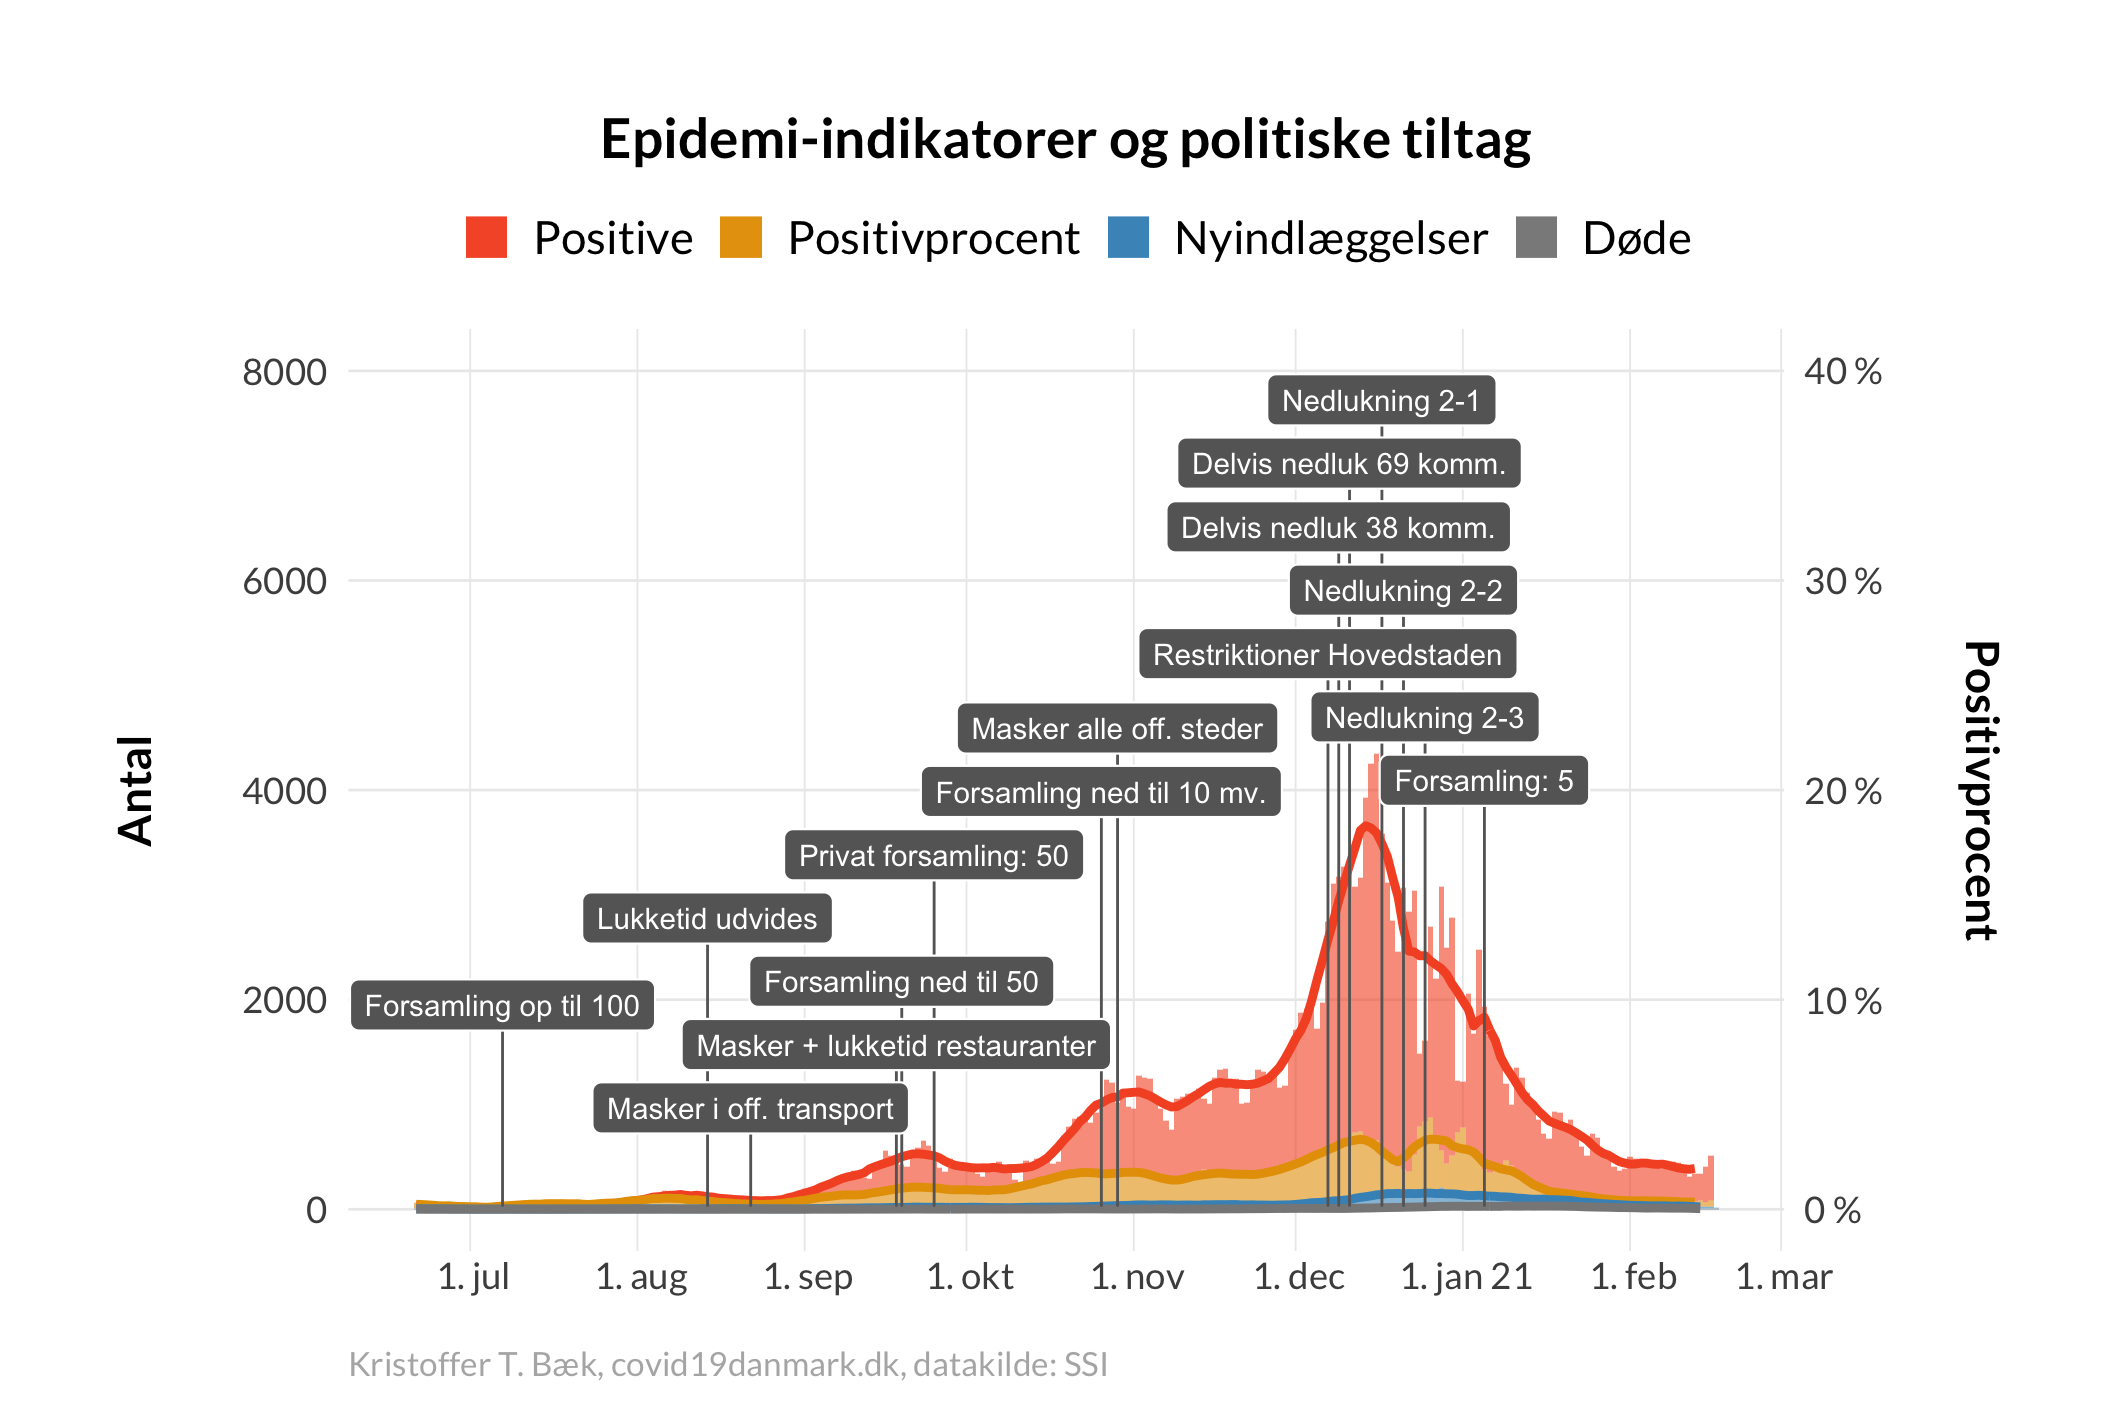 Epidemi-indikatorer og politiske tiltag
Positive Positivprocent Nyindlæggelser Døde
8000
6000
4000
2000
0
Antal
40 %
30 %
20 %
10 %
0 %
Positivprocent
Nedlukning 2-1
Delvis nedluk 69 komm.
Delvis nedluk 38 komm.
Nedlukning 2-2
Restriktioner Hovedstaden
Nedlukning 2-3
Masker alle off. steder
Forsamling: 5
Forsamling ned til 10 mv.
Privat forsamling: 50
Lukketid udvides
Forsamling ned til 50
Forsamling op til 100
Masker + lukketid restauranter
Masker i off. transport
1. jul 1. aug 1. sep 1. okt 1. nov 1. dec 1. jan 21 1. feb 1. mar
Kristoffer T. Bæk, covid19danmark.dk, datakilde: SSI